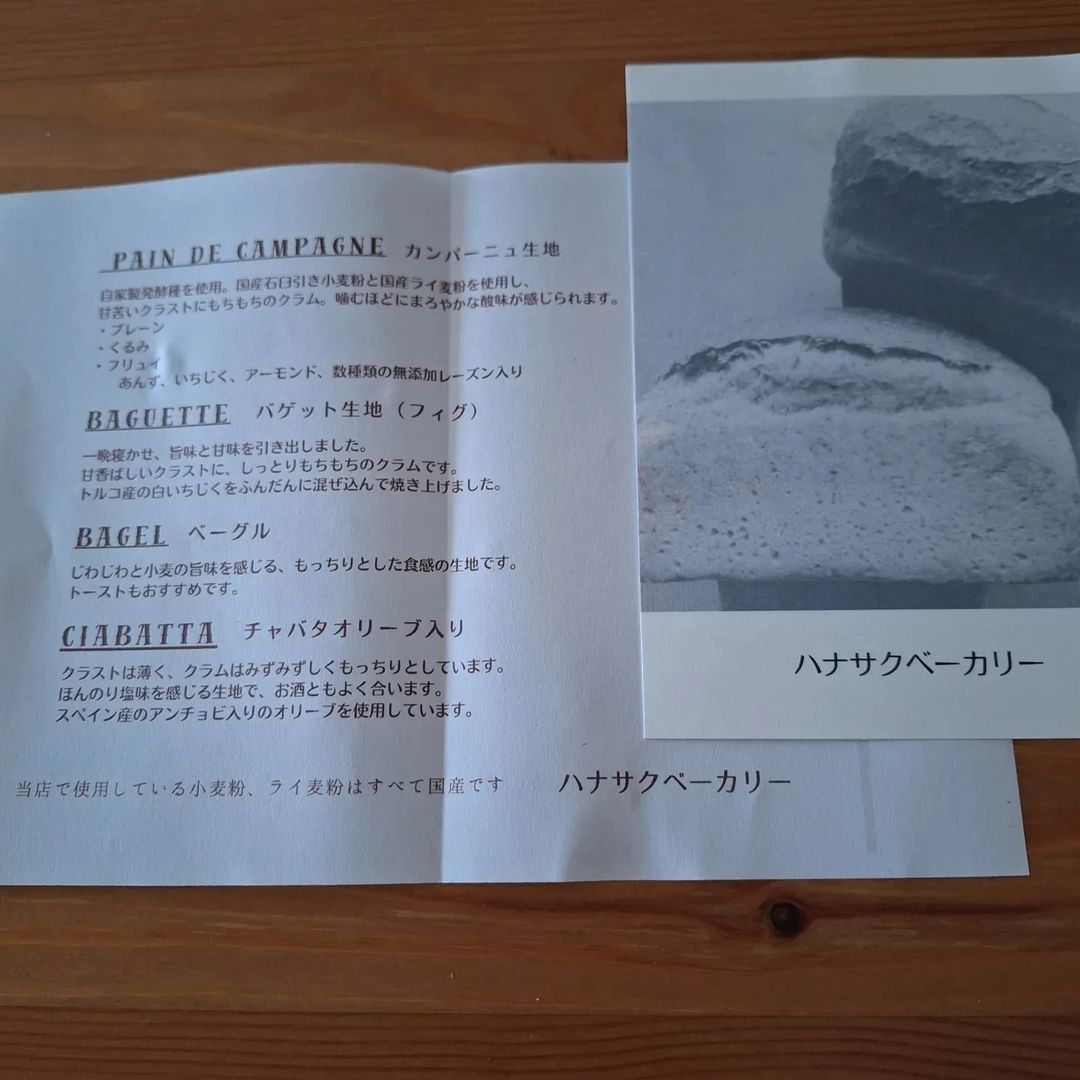 PAIN DE CAMPAGNE カンパーニュ生地
自家製発酵種を使用。国産石臼引き小麦粉と国産ライ麦粉を使用し、
甘苦いクラストにもちもちのクラム。噛むほどにまろやかな酸味が感じられます。
・プレーン
・くるみ
・フリュイ
あんず、いちじく、アーモンド、数種類の無添加レーズン入り
BAGUETTE バゲット生地（フィグ）
一晩寝かせ、旨味と甘味を引き出しました。
甘香ばしいクラストに、しっとりもちもちのクラムです。
トルコ産の白いちじくをふんだんに混ぜ込んで焼き上げました。
BAGEL ベーグル
じわじわと小麦の旨味を感じる、もっちりとした食感の生地です。
トーストもおすすめです。
CIABATTA チャバタオリーブ入り
クラストは薄く、クラムはみずみずしくもっちりとしています。
ほんのり塩味を感じる生地で、お酒ともよく合います。
スペイン産のアンチョビ入りのオリーブを使用しています。
当店で使用している小麦粉、ライ麦粉はすべて国産です ハナサクベーカリー
ハナサクベーカリー